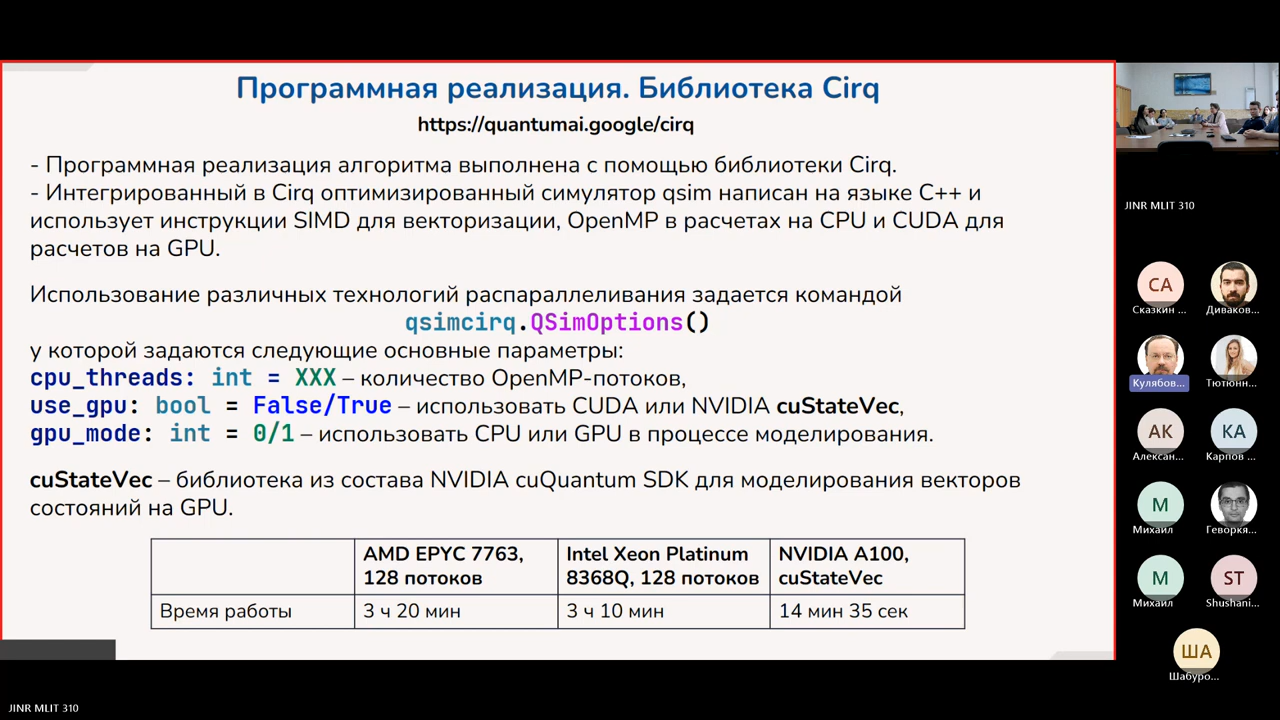 Программная реализация. Библиотека Cirq
https://quantumai.google/cirq
- Программная реализация алгоритма выполнена с помощью библиотеки Cirq.
- Интегрированный в Cirq оптимизированный симулятор qsim написан на языке C++ и
использует инструкции SIMD для векторизации, OpenMP в расчетах на CPU и CUDA для
расчетов на GPU.
Использование различных технологий распараллеливания задается командой
qsimcirq.QSimOptions()
у которой задаются следующие основные параметры:
cpu_threads: int = XXX – количество OpenMP-потоков,
use_gpu: bool = False/True – использовать CUDA или NVIDIA cuStateVec,
gpu_mode: int = 0/1 – использовать CPU или GPU в процессе моделирования.
cuStateVec – библиотека из состава NVIDIA cuQuantum SDK для моделирования векторов
состояний на GPU.
AMD EPYC 7763,
128 потоков
Intel Xeon Platinum
8368Q, 128 потоков
NVIDIA A100,
cuStateVec
Время работы
3 ч 20 мин
3 ч 10 мин
14 мин 35 сек
JINR MLIT 310
СА
Сказкин ...
Диваков...
Кулябов...
Тютюнн...
АК
Алексан...
КА
Карпов ...
М
Михаил
Геворкя...
М
Михаил
ST
Shushani...
ША
Шабуро...
JINR MLIT 310